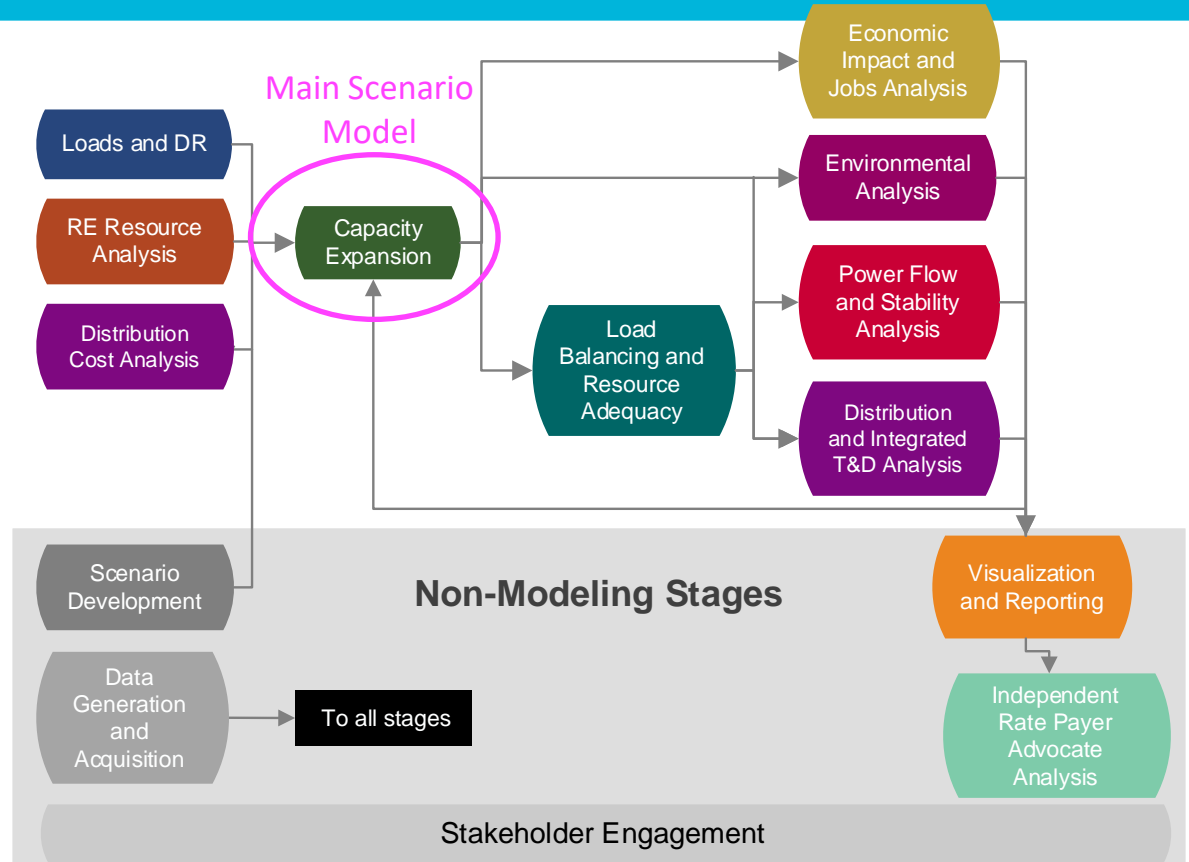 Main Scenario
Model
Loads and DR
RE Resource
Analysis
Distribution
Cost Analysis
Capacity
Expansion
Load
Balancing and
Resource
Adequacy
Economic
Impact and
Jobs Analysis
Environmental
Analysis
Power Flow
and Stability
Analysis
Distribution
and Integrated
T&D Analysis
Scenario
Development
Non-Modeling Stages
Visualization
and Reporting
Data
Generation
and
Acquisition
To all stages
Independent
Rate Payer
Advocate
Analysis
Stakeholder Engagement